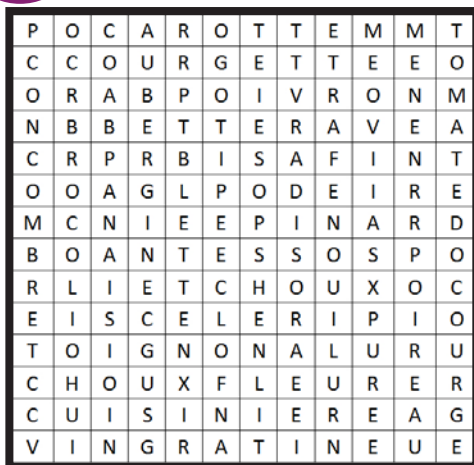 P O C A R O T T E M M T
C C O U R G E T T E E O
O R A B P O I V R O N M
N B B E T T E R A V E A
C R P R B I S A F I N T
O O A G L P O D E I R E
M C N I E E P I N A R D
B O A N T E S S O S P O
R L I E T C H O U X O C
E I S C E L E R I P I O
T O I G N O N A L U R U
C H O U X F L E U R E R
C U I S I N I E R E A G
V I N G R A T I N E U E